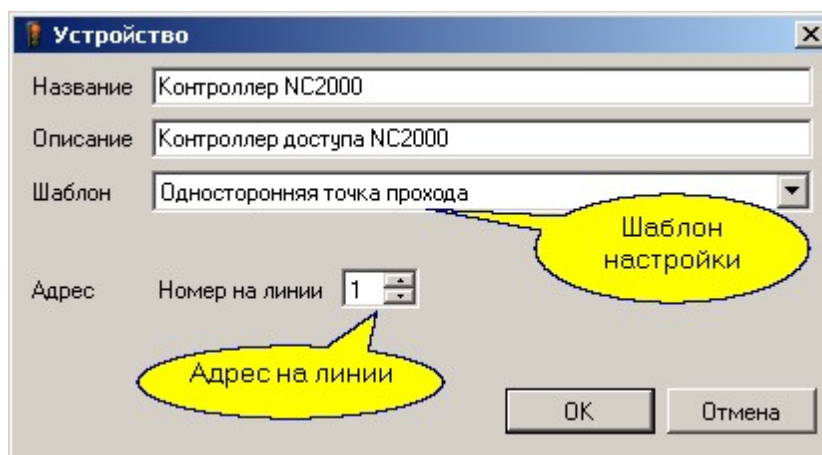 Устройство
Название Контроллер NC2000
Описание Контроллер доступа NC2000
Шаблон Односторонняя точка прохода
Шаблон
настройки
Адрес Номер на линии 1
Адрес на линии
OK Отмена